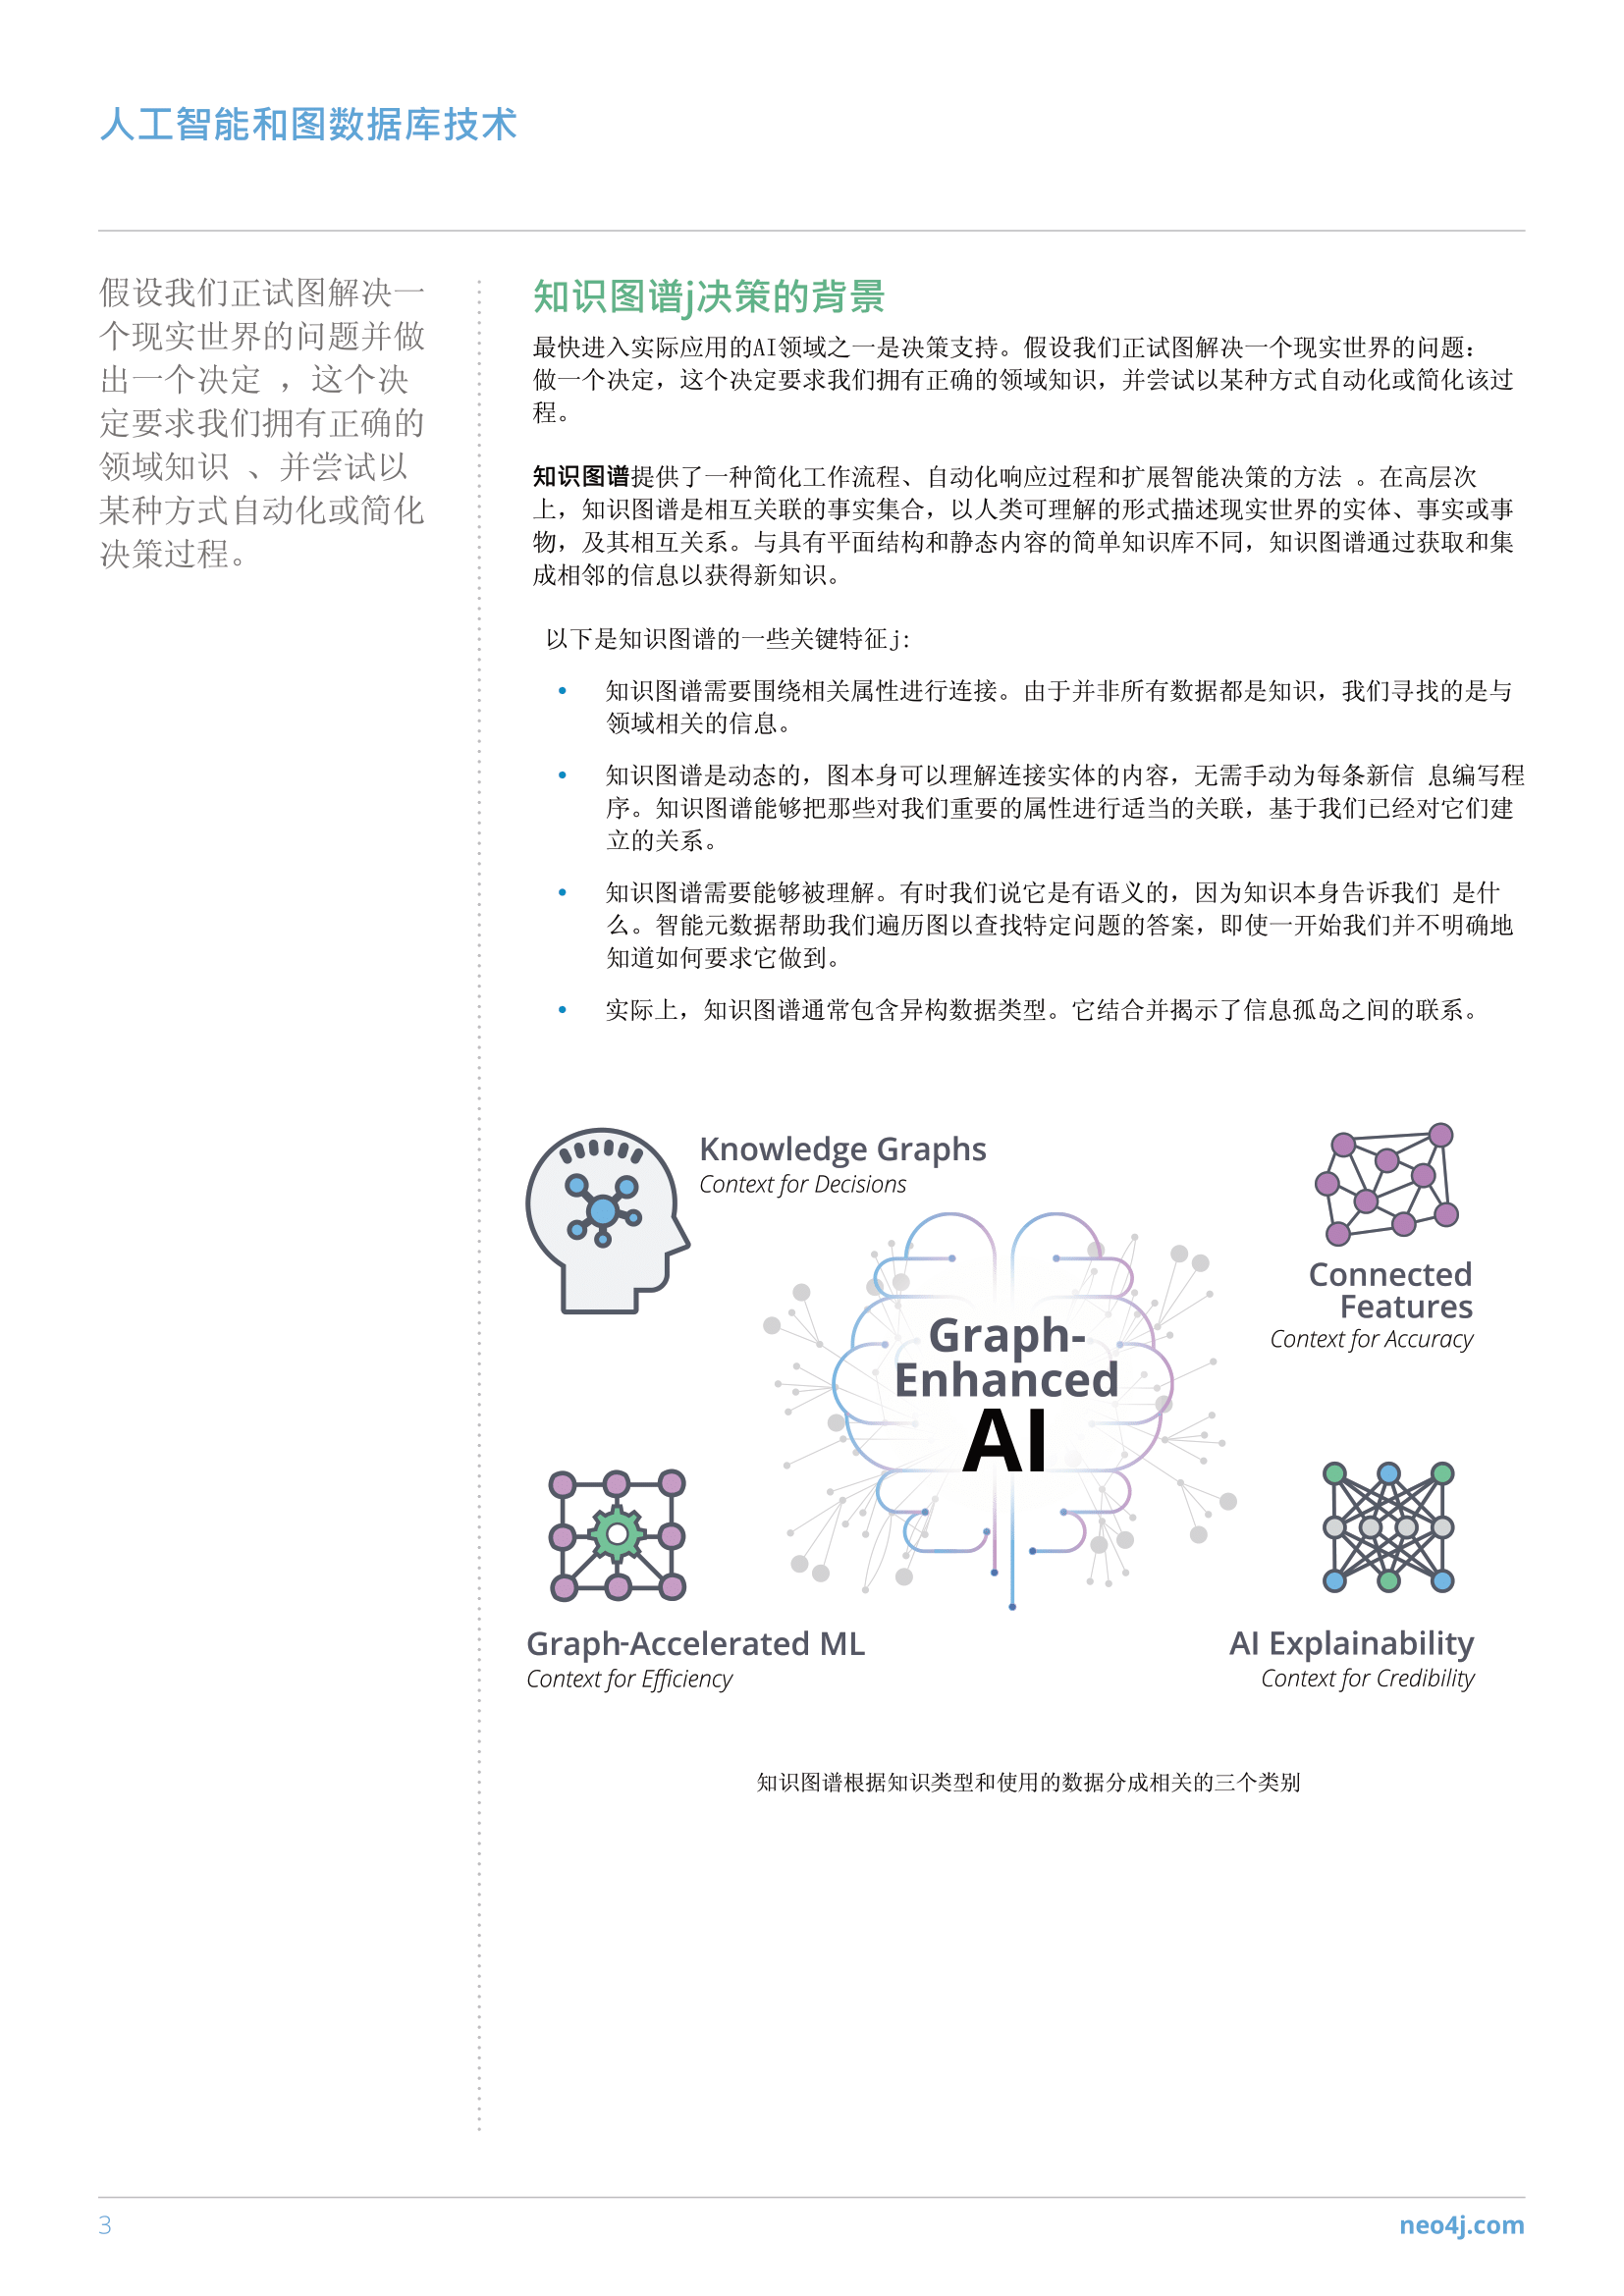 人工智能和图数据库技术
假设我们正试图解决一
个现实世界的问题并做
出一个决定 ，这个决
定要求我们拥有正确的
领域知识 、并尝试以
某种方式自动化或简化
决策过程。
知识图谱j决策的背景
最快进入实际应用的AI领域之一是决策支持。假设我们正试图解决一个现实世界的问题：
做一个决定，这个决定要求我们拥有正确的领域知识，并尝试以某种方式自动化或简化该过
程。
知识图谱提供了一种简化工作流程、自动化响应过程和扩展智能决策的方法 。在高层次
上，知识图谱是相互关联的事实集合，以人类可理解的形式描述现实世界的实体、事实或事
物，及其相互关系。与具有平面结构和静态内容的简单知识库不同，知识图谱通过获取和集
成相邻的信息以获得新知识。
以下是知识图谱的一些关键特征j:
• 知识图谱需要围绕相关属性进行连接。由于并非所有数据都是知识，我们寻找的是与
领域相关的信息。
• 知识图谱是动态的，图本身可以理解连接实体的内容，无需手动为每条新信 息编写程
序。知识图谱能够把那些对我们重要的属性进行适当的关联，基于我们已经对它们建
立的关系。
• 知识图谱需要能够被理解。有时我们说它是有语义的，因为知识本身告诉我们 是什
么。智能元数据帮助我们遍历图以查找特定问题的答案，即使一开始我们并不明确地
知道如何要求它做到。
• 实际上，知识图谱通常包含异构数据类型。它结合并揭示了信息孤岛之间的联系。
Knowledge Graphs
Context for Decisions
Connected
Features
Context for Accuracy
Graph-
Enhanced
AI
Graph-Accelerated ML
Context for Efficiency
AI Explainability
Context for Credibility
知识图谱根据知识类型和使用的数据分成相关的三个类别
3
neo4j.com